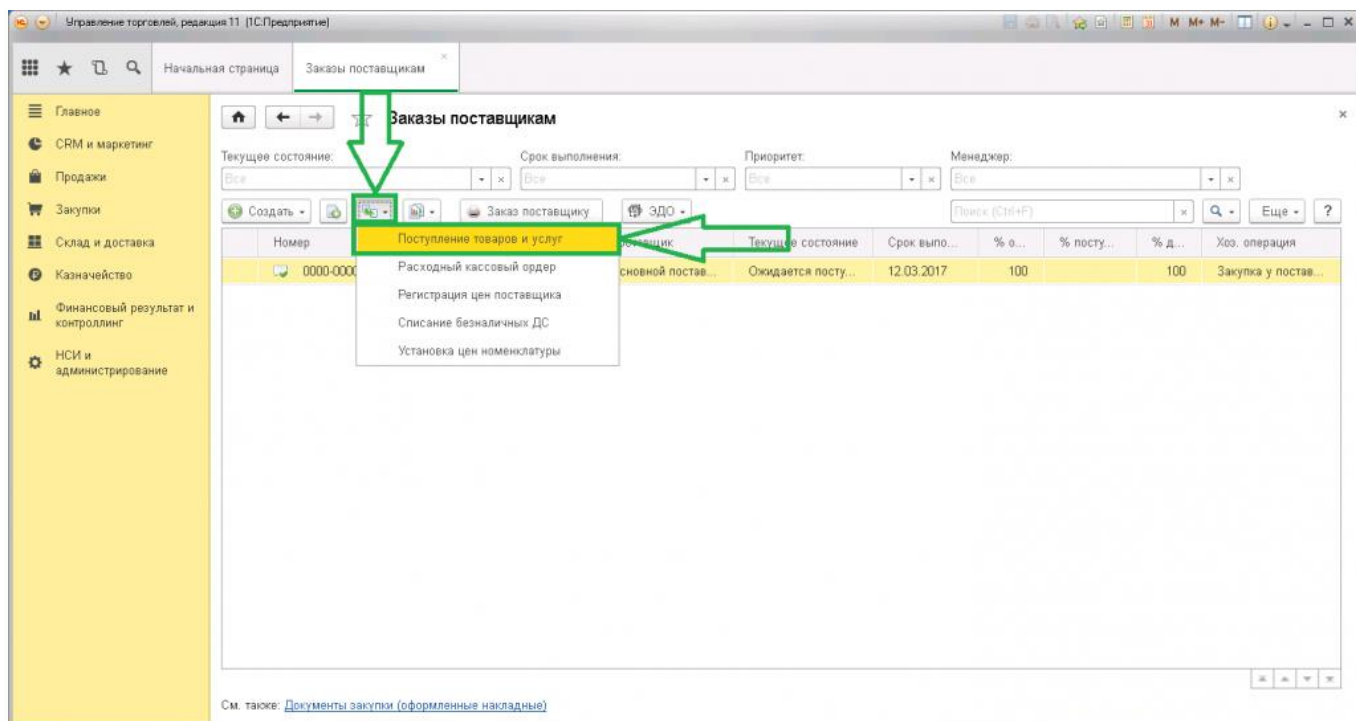 Управление торговлей, редакция 11 (1С:Предприятие)
M M+ M-
Начальная страница
Заказы поставщикам
Главное
CRM и маркетинг
Продажи
Закупки
Склад и доставка
Казначейство
Финансовый результат и
контроллинг
НСИ и
администрирование
Заказы поставщикам
Текущее состояние: Срок выполнения: Приоритет: Менеджер:
Все Все Все Все
Создать Заказ поставщику ЭДО Поиск (Ctrl+F) Еще ?
Номер Текущее состояние Срок выпо... % о... % посту... % д... Хоз. операция
0000-0000 сновной постав... Ожидается посту... 12.03.2017 100 100 Закупка у постав...
Поступление товаров и услуг
Расходный кассовый ордер
Регистрация цен поставщика
Списание безналичных ДС
Установка цен номенклатуры
См. также: Документы закупки (оформленные накладные)